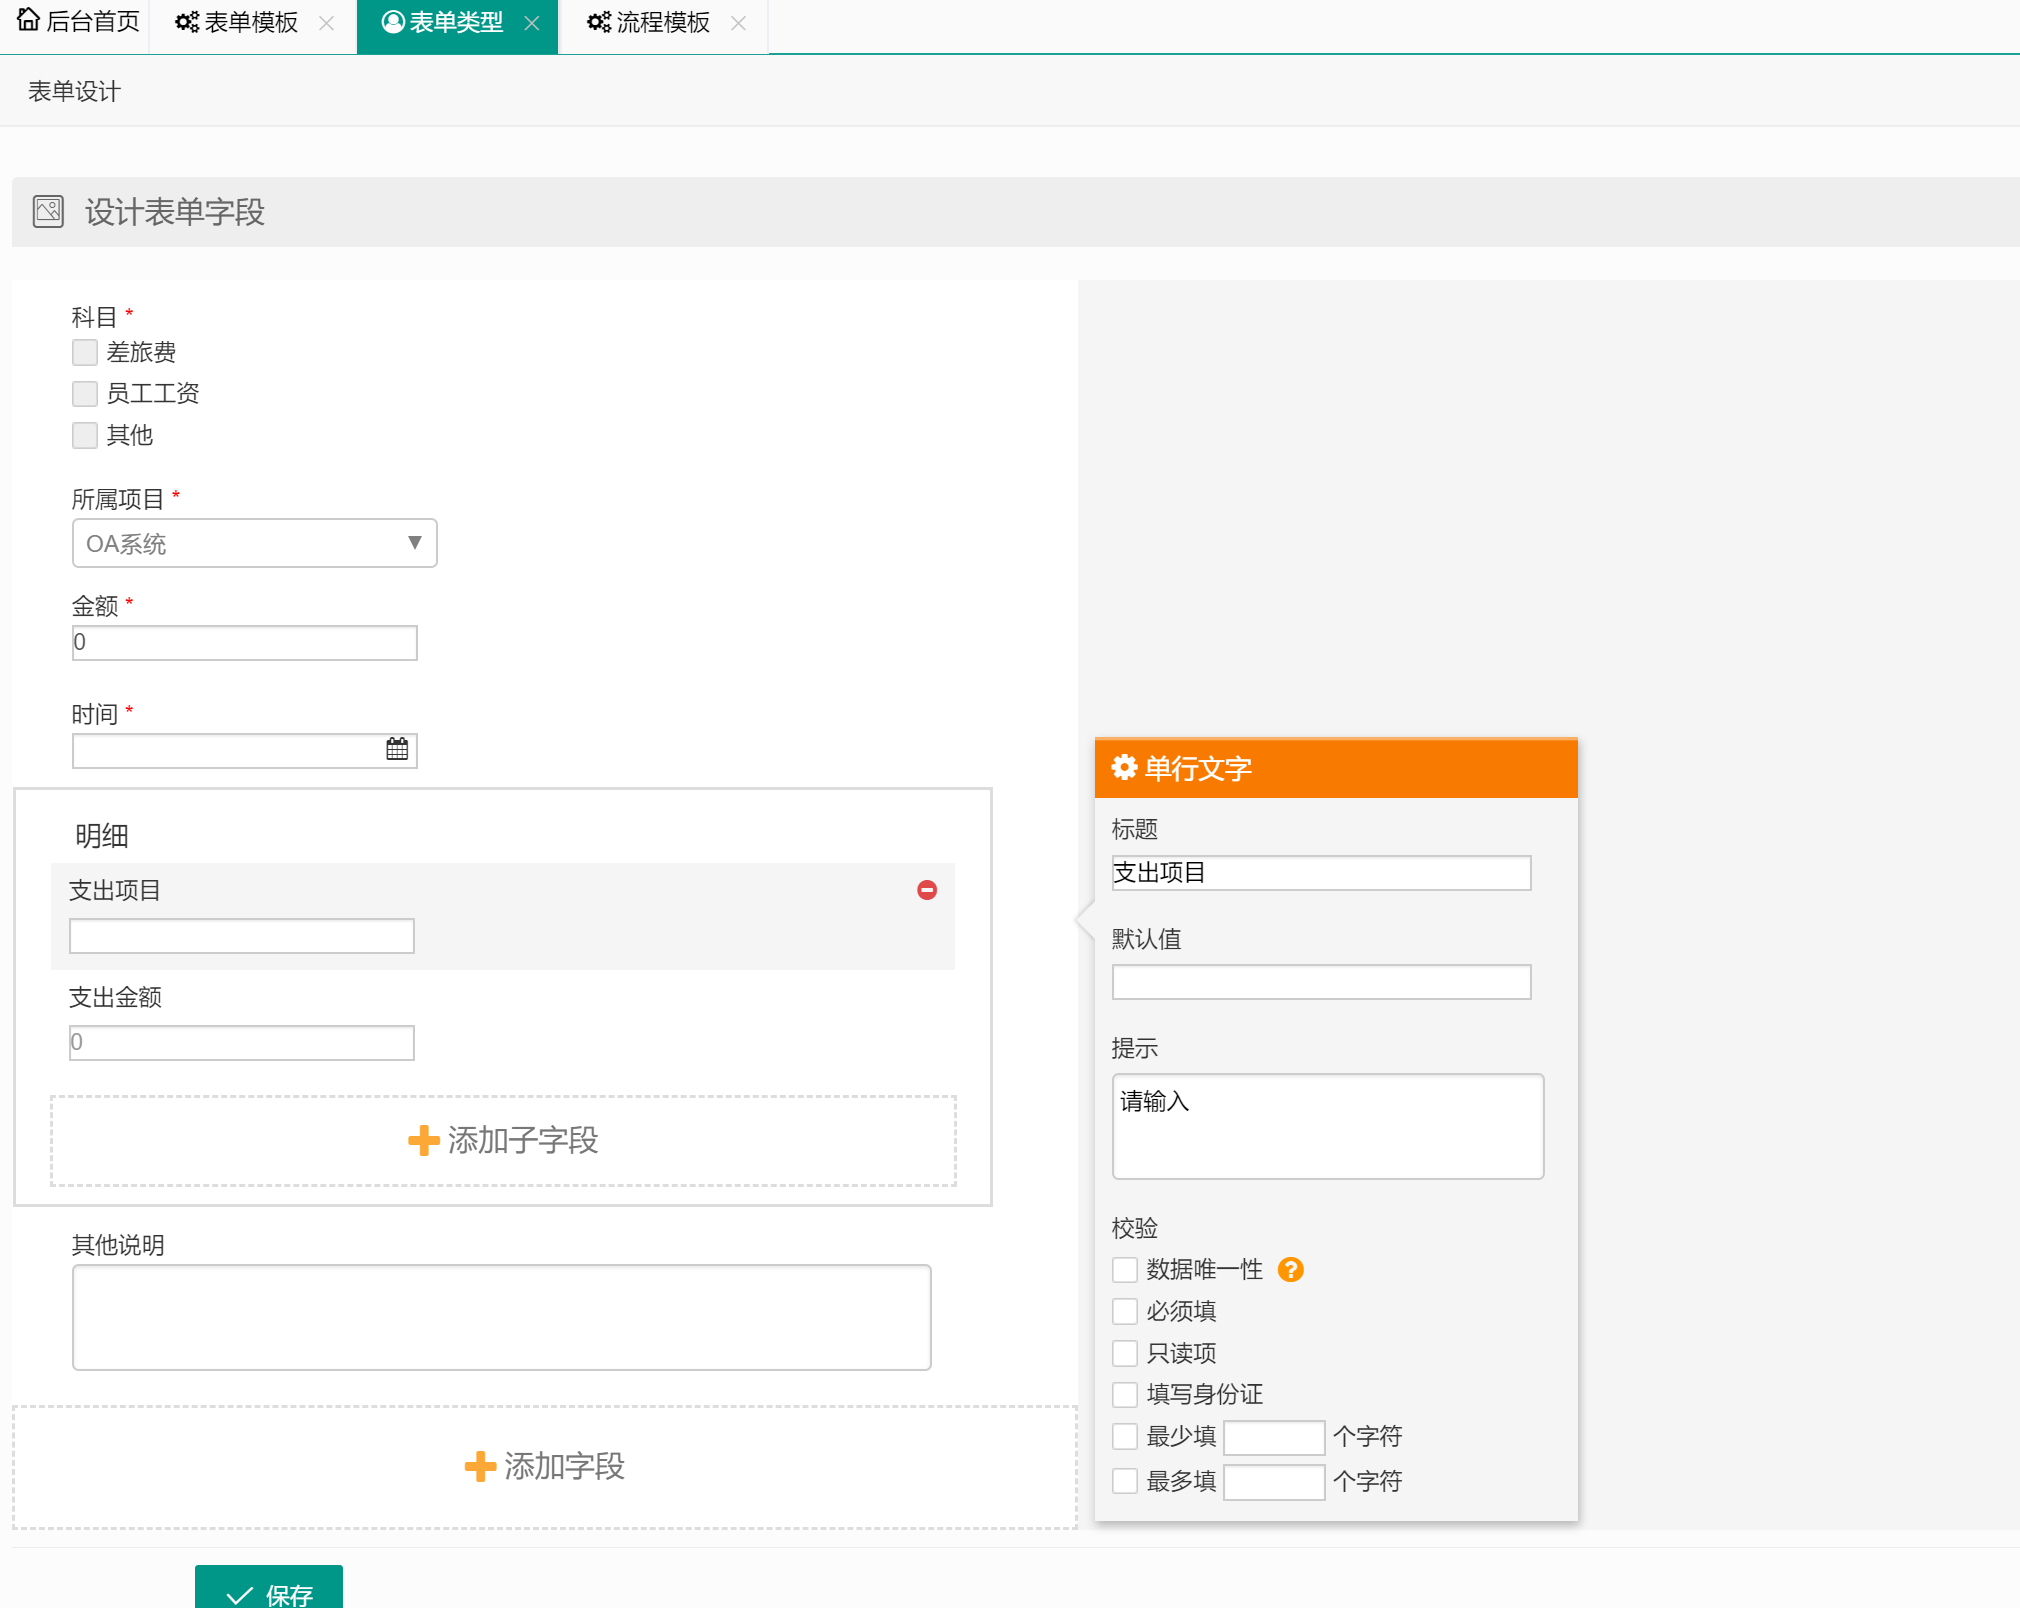 后台首页 表单模板 表单类型 流程模板
表单设计
设计表单字段
科目 *
差旅费
员工工资
其他
所属项目 *
OA系统
金额 *
0
时间 *
明细
支出项目
支出金额
0
添加子字段
其他说明
添加字段
单行文字
标题
支出项目
默认值
提示
请输入
校验
数据唯一性
必须填
只读项
填写身份证
最少填 个字符
最多填 个字符
保存